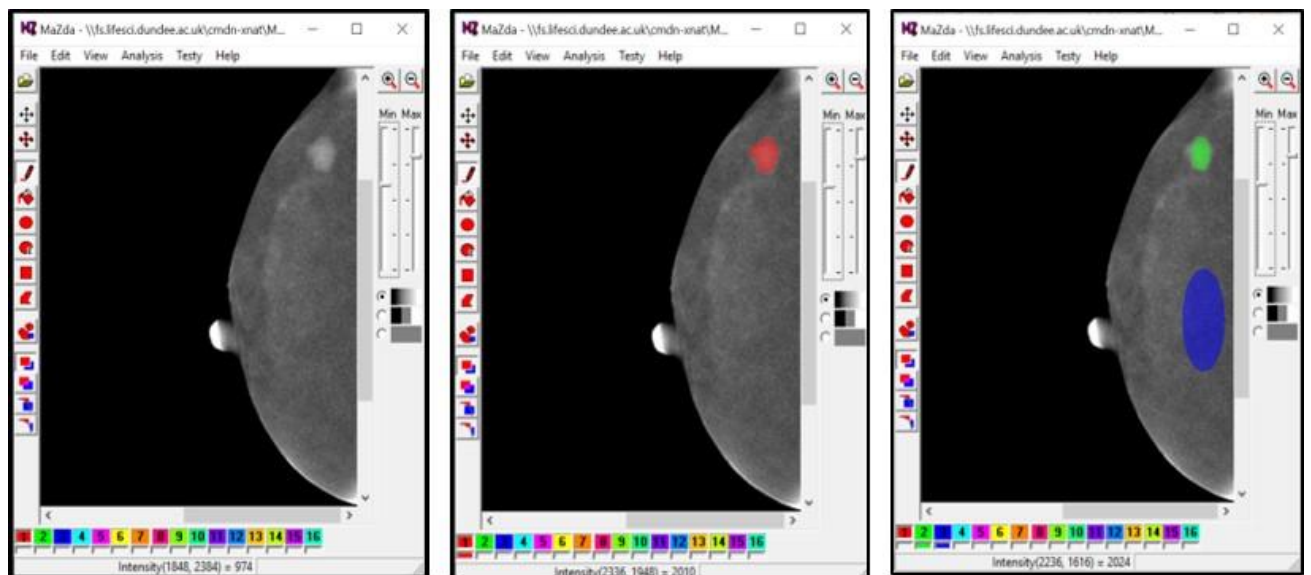 MaZda - \\fs.lifesci.dundee.ac.uk\cmdn-xnat\M...
File Edit View Analysis Testy Help
Min Max
1 2 3 4 5 6 7 8 9 10 11 12 13 14 15 16
Intensity(1848, 2384) = 974
MaZda - \\fs.lifesci.dundee.ac.uk\cmdn-xnat\M...
File Edit View Analysis Testy Help
Min Max
1 2 3 4 5 6 7 8 9 10 11 12 13 14 15 16
Intensity(2336, 1948) = 2010
MaZda - \\fs.lifesci.dundee.ac.uk\cmdn-xnat\M...
File Edit View Analysis Testy Help
Min Max
1 2 3 4 5 6 7 8 9 10 11 12 13 14 15 16
Intensity(2236, 1616) = 2024